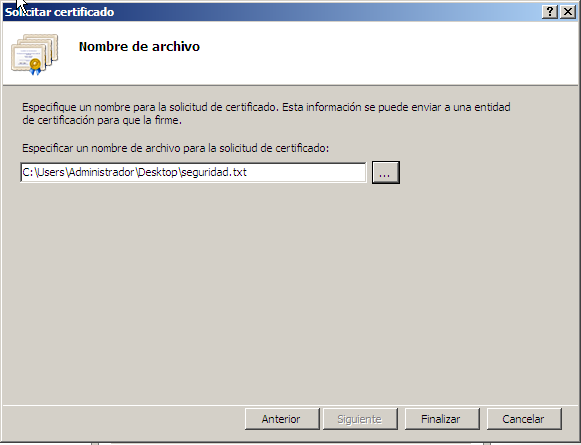 Solicitar certificado
Nombre de archivo
Especifique un nombre para la solicitud de certificado. Esta información se puede enviar a una entidad
de certificación para que la firme.
Especificar un nombre de archivo para la solicitud de certificado:
C:\Users\Administrador\Desktop\seguridad.txt
...
Anterior
Siguiente
Finalizar
Cancelar